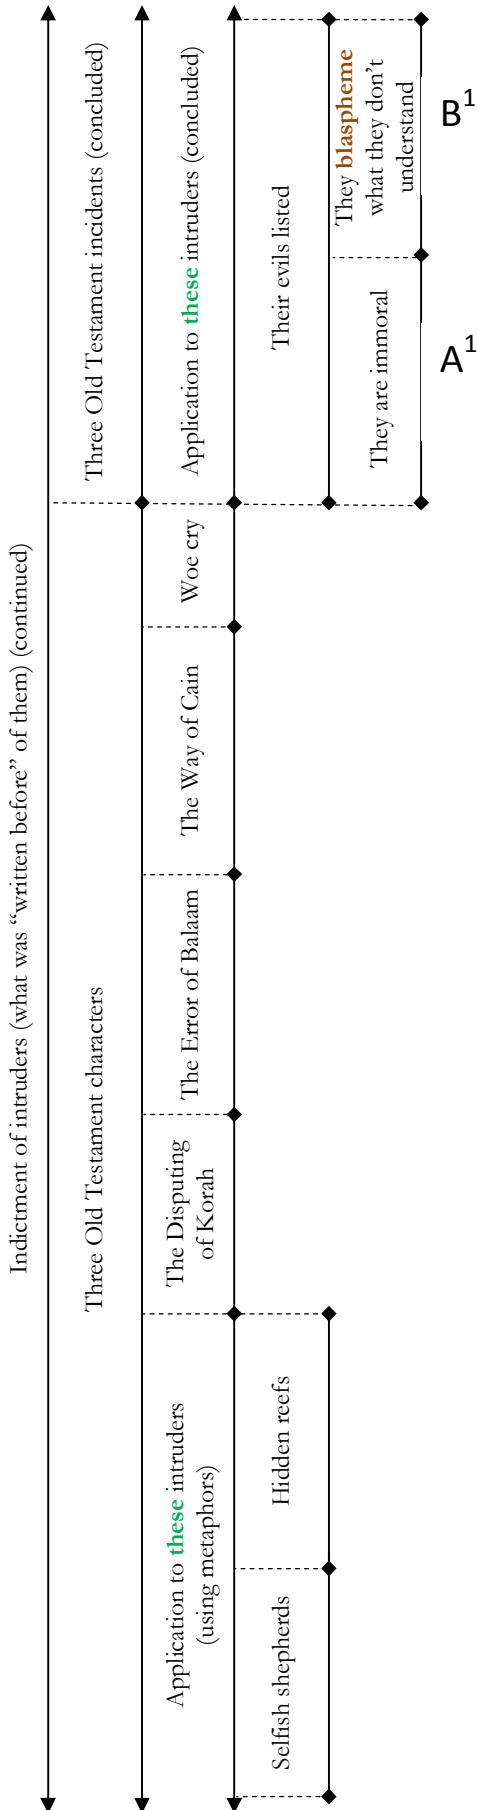 Indictment of intruders (what was “written before” of them) (continued)
Three Old Testament characters
Three Old Testament incidents (concluded)
Application to these intruders
(using metaphors)
The Disputing
of Korah
The Error of Balaam
The Way of Cain
Woe cry
Application to these intruders (concluded)
Selfish shepherds
Hidden reefs
Their evils listed
They are immoral
They blaspheme
what they don’t
understand
A¹
B¹